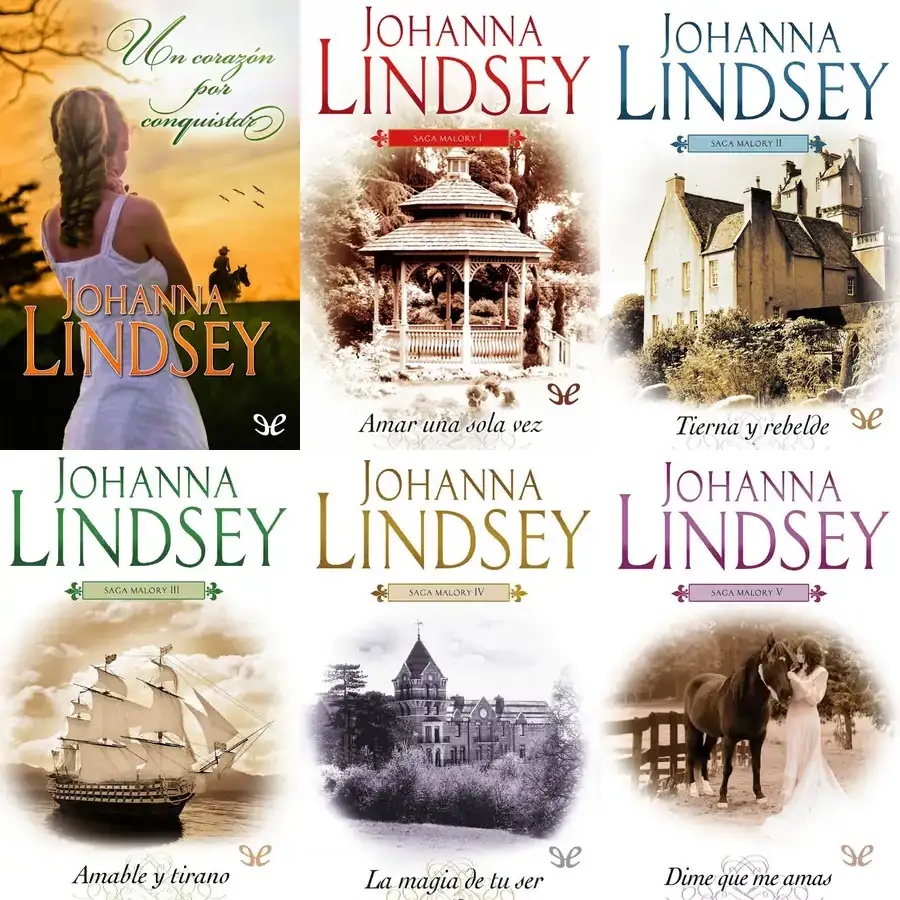 Un corazón
por
conquistar
JOHANNA
LINDSEY
JOHANNA
LINDSEY
SAGA MALORY I
Amar una sola vez
JOHANNA
LINDSEY
SAGA MALORY II
Tierna y rebelde
JOHANNA
LINDSEY
SAGA MALORY III
Amable y tirano
JOHANNA
LINDSEY
SAGA MALORY IV
La magia de tu ser
JOHANNA
LINDSEY
SAGA MALORY V
Dime que me amas